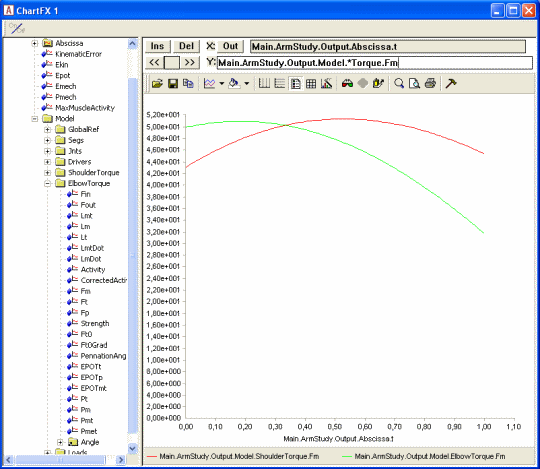 ChartFX 1
Abscissa
KinematicError
Ekin
Epot
Emech
Pmech
MaxMuscleActivity
Model
GlobalRef
Segs
Jnts
Drivers
ShoulderTorque
ElbowTorque
Fin
Fout
Lmt
Lm
Lt
LmtDot
LmDot
Activity
CorrectedActi
Fm
Ft
Fp
Strength
Ft0
Ft0Grad
PennationAng
EPOTt
EPOTp
EPOTmt
Pt
Pm
Pmt
Pmet
Angle
Loads
Ins Del X: Out Main.ArmStudy.Output.Abscissa.t
<< >> Y: Main.ArmStudy.Output.Model.*Torque.Fm
5,20e+001
5,00e+001
4,80e+001
4,60e+001
4,40e+001
4,20e+001
4,00e+001
3,80e+001
3,60e+001
3,40e+001
3,20e+001
3,00e+001
2,80e+001
2,60e+001
2,40e+001
2,20e+001
2,00e+001
1,80e+001
1,60e+001
1,40e+001
1,20e+001
1,00e+001
8,00e+000
6,00e+000
4,00e+000
2,00e+000
0,00e+000
0,00 0,10 0,20 0,30 0,40 0,50 0,60 0,70 0,80 0,90 1,00 1,10
Main.ArmStudy.Output.Abscissa.t
Main.ArmStudy.Output.Model.ShoulderTorque.Fm Main.ArmStudy.Output.Model.ElbowTorque.Fm